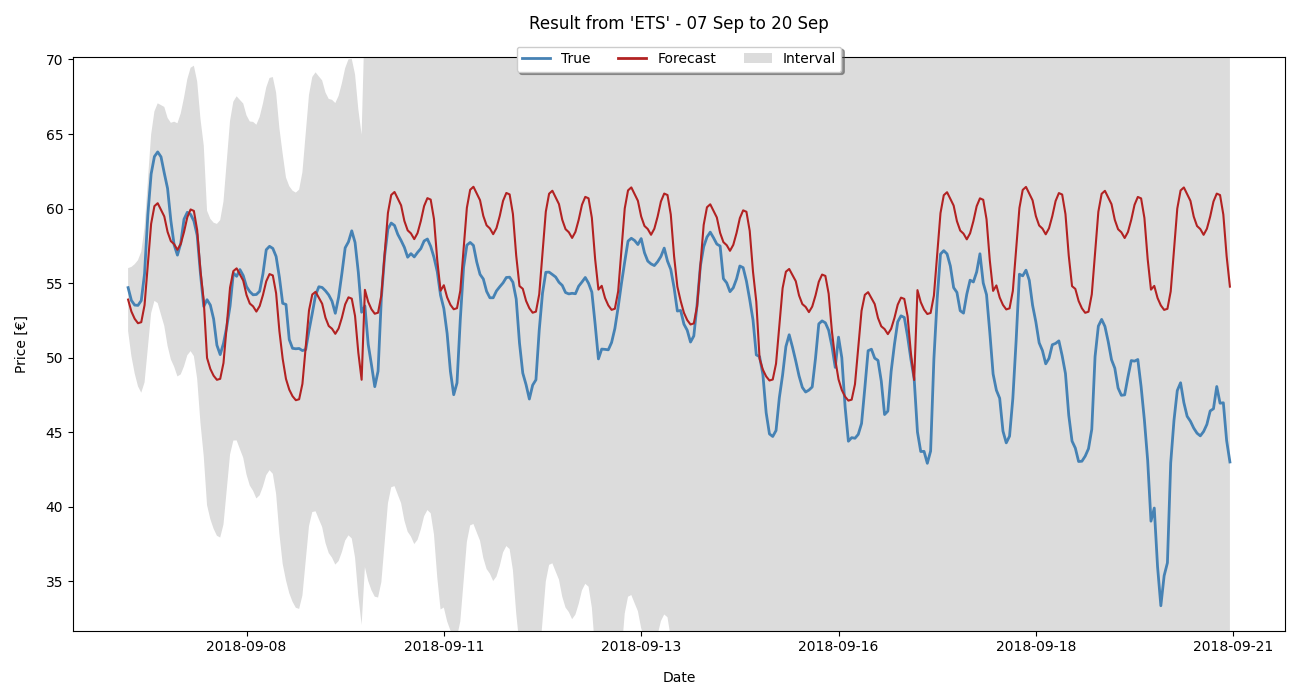 Result from 'ETS' - 07 Sep to 20 Sep
True Forecast Interval
70
65
60
55
50
45
40
35
Price [€]
2018-09-08 2018-09-11 2018-09-13 2018-09-16 2018-09-18 2018-09-21
Date